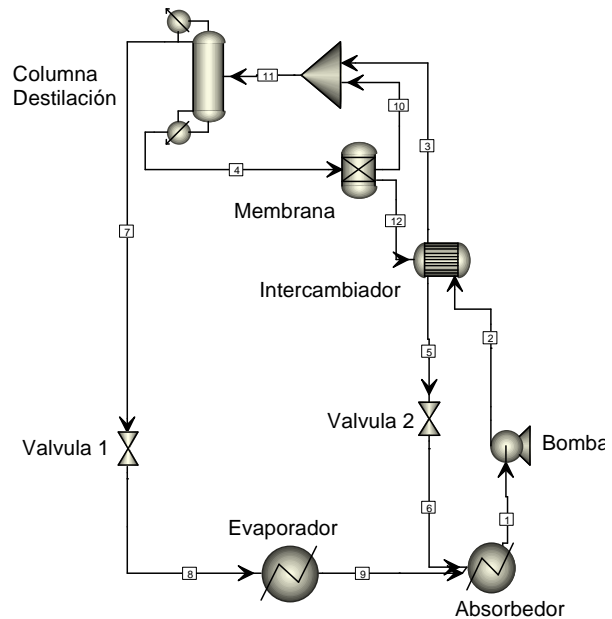 Columna
Destilación
11
10
3
4
Membrana
12
7
Intercambiador
2
5
Valvula 2
Valvula 1
Bomba
6
1
Evaporador
8
9
Absorbedor